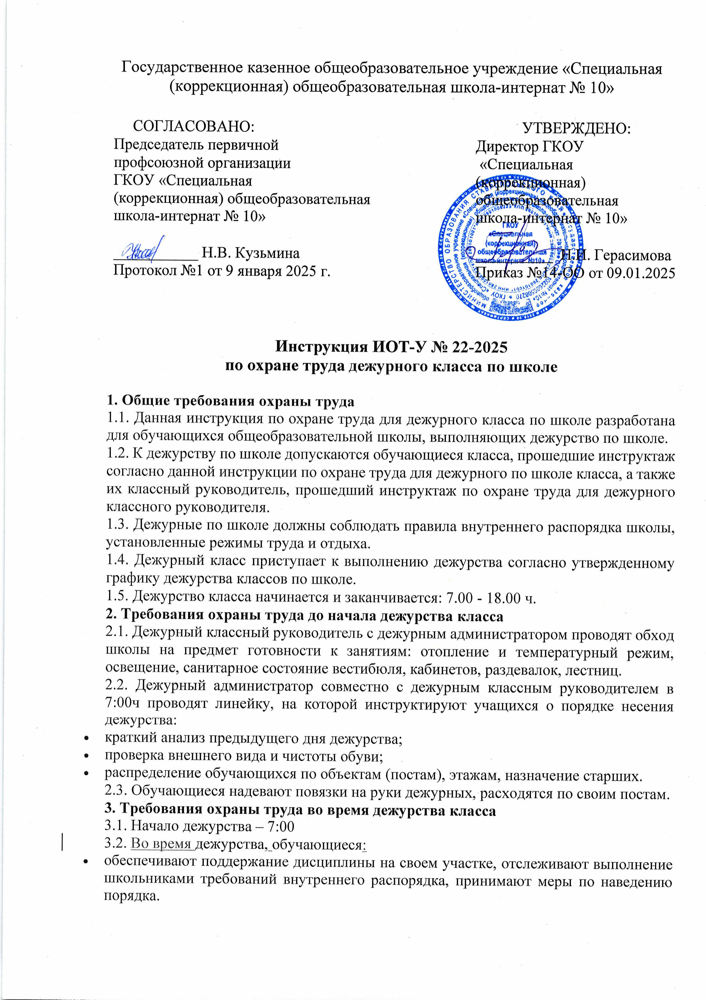 Государственное казенное общеобразовательное учреждение «Специальная
(коррекционная) общеобразовательная школа-интернат № 10»
СОГЛАСОВАНО:
Председатель первичной
профсоюзной организации
ГКОУ «Специальная
(коррекционная) общеобразовательная
школа-интернат № 10»
Н.В. Кузьмина
Протокол №1 от 9 января 2025 г.
УТВЕРЖДЕНО:
Директор ГКОУ
«Специальная
(коррекционная)
общеобразовательная
школа-интернат № 10»
Н.И. Герасимова
Приказ №14-ОО от 09.01.2025
ГКОУ
«Специальная
(коррекционная)
общеобразовательная
школа-интернат №10»
Инструкция ИОТ-У № 22-2025
по охране труда дежурного класса по школе
1. Общие требования охраны труда
1.1. Данная инструкция по охране труда для дежурного класса по школе разработана
для обучающихся общеобразовательной школы, выполняющих дежурство по школе.
1.2. К дежурству по школе допускаются обучающиеся класса, прошедшие инструктаж
согласно данной инструкции по охране труда для дежурного по школе класса, а также
их классный руководитель, прошедший инструктаж по охране труда для дежурного
классного руководителя.
1.3. Дежурные по школе должны соблюдать правила внутреннего распорядка школы,
установленные режимы труда и отдыха.
1.4. Дежурный класс приступает к выполнению дежурства согласно утвержденному
графику дежурства классов по школе.
1.5. Дежурство класса начинается и заканчивается: 7.00 - 18.00 ч.
2. Требования охраны труда до начала дежурства класса
2.1. Дежурный классный руководитель с дежурным администратором проводят обход
школы на предмет готовности к занятиям: отопление и температурный режим,
освещение, санитарное состояние вестибюля, кабинетов, раздевалок, лестниц.
2.2. Дежурный администратор совместно с дежурным классным руководителем в
7:00ч проводят линейку, на которой инструктируют учащихся о порядке несения
дежурства:
• краткий анализ предыдущего дня дежурства;
• проверка внешнего вида и чистоты обуви;
• распределение обучающихся по объектам (постам), этажам, назначение старших.
2.3. Обучающиеся надевают повязки на руки дежурных, расходятся по своим постам.
3. Требования охраны труда во время дежурства класса
3.1. Начало дежурства – 7:00
3.2. Во время дежурства, обучающиеся:
• обеспечивают поддержание дисциплины на своем участке, отслеживают выполнение
школьниками требований внутреннего распорядка, принимают меры по наведению
порядка.